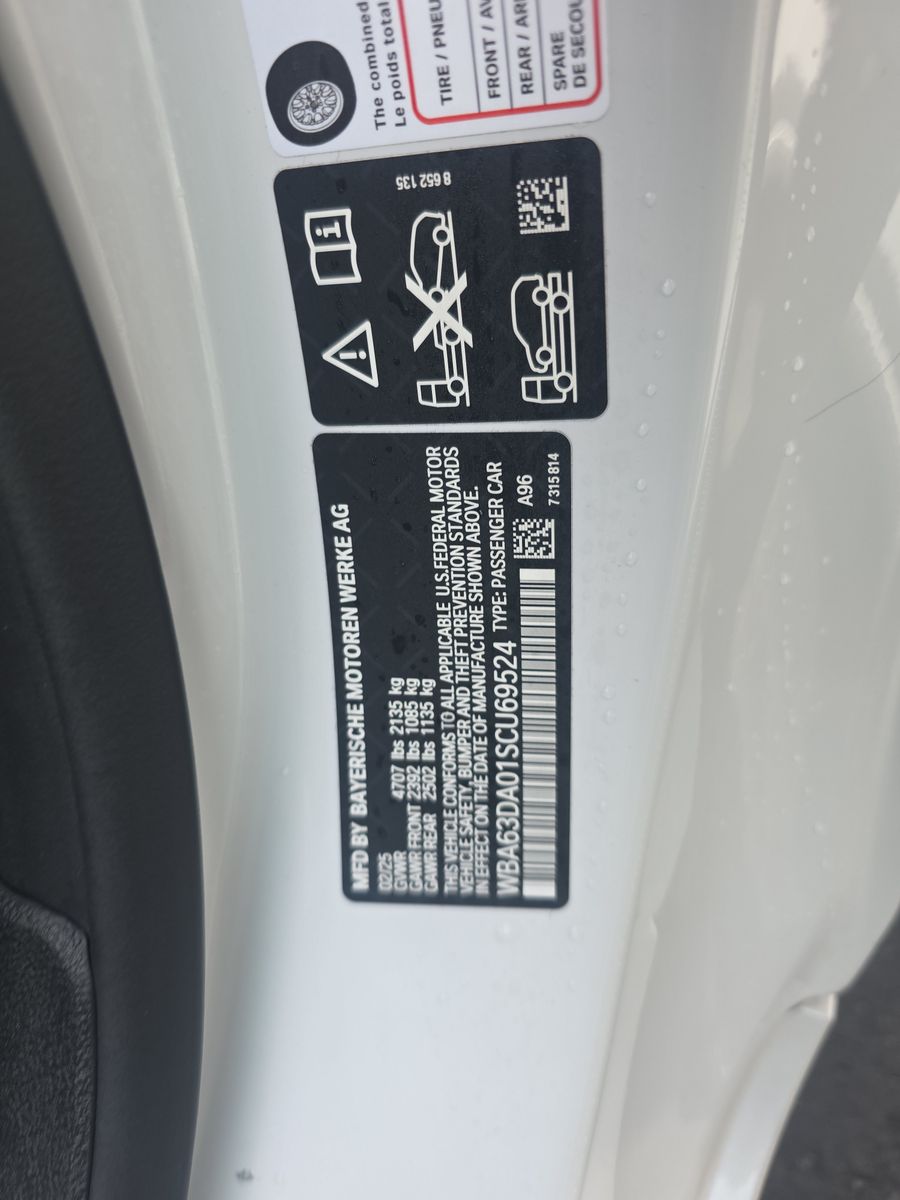 The combined
Le poids total
TIRE / PNEU
FRONT /
REAR /
SPARE
DE
8 652 135
MFD BY BAYERISCHE MOTOREN WERKE AG
02/25
GVWR 4707 lbs 2135 kg
GAWR FRONT 2392 lbs 1085 kg
GAWR REAR 2502 lbs 1135 kg
THIS VEHICLE CONFORMS TO ALL APPLICABLE U.S.FEDERAL MOTOR
VEHICLE SAFETY, BUMPER AND THEFT PREVENTION STANDARDS
IN EFFECT ON THE DATE OF MANUFACTURE SHOWN ABOVE.
WBA63DA01SCU69524 TYPE: PASSENGER CAR
A96
7315814